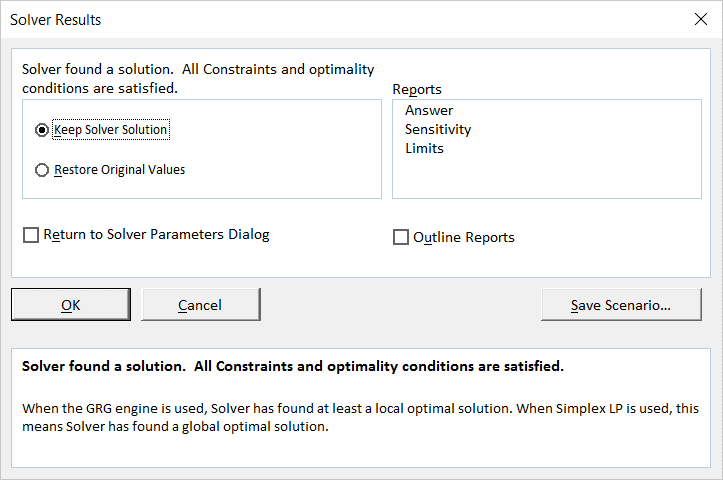 Solver Results
Solver found a solution.  All Constraints and optimality
conditions are satisfied.
Reports
Keep Solver Solution
Restore Original Values
Answer
Sensitivity
Limits
Return to Solver Parameters Dialog
Outline Reports
OK
Cancel
Save Scenario...
Solver found a solution.  All Constraints and optimality conditions are satisfied.
When the GRG engine is used, Solver has found at least a local optimal solution. When Simplex LP is used, this
means Solver has found a global optimal solution.